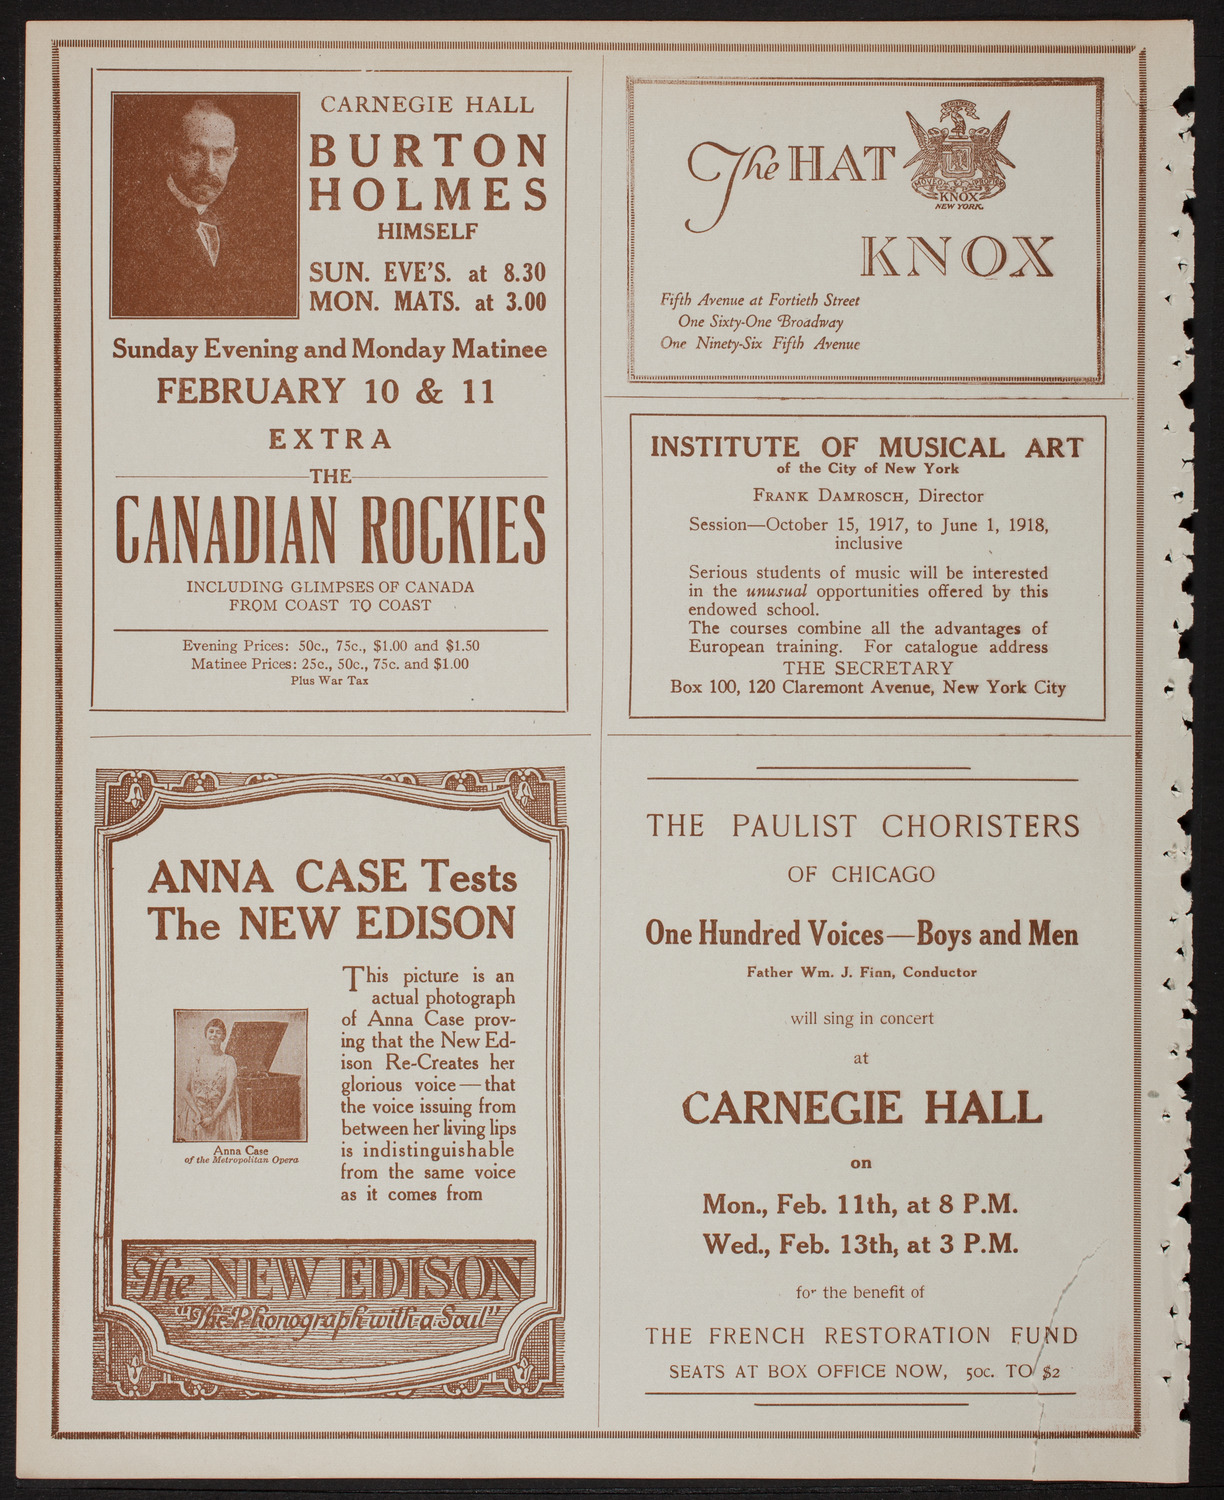 CARNEGIE HALL
BURTON
HOLMES
HIMSELF
SUN. EVE'S. at 8.30
MON. MATS. at 3.00
Sunday Evening and Monday Matinee
FEBRUARY 10 & 11
EXTRA
THE
CANADIAN ROCKIES
INCLUDING GLIMPSES OF CANADA
FROM COAST TO COAST
Evening Prices: 50c., 75c., $1.00 and $1.50
Matinee Prices: 25c., 50c., 75c. and $1.00
Plus War Tax
ANNA CASE Tests
The NEW EDISON
This picture is an
actual photograph
of Anna Case prov-
ing that the New Ed-
ison Re-Creates her
glorious voice—that
the voice issuing from
between her living lips
is indistinguishable
from the same voice
as it comes from
Anna Case
of the Metropolitan Opera
The NEW EDISON
"The Phonograph with a Soul"
The HAT
KNOX
NEW YORK.
KNOX
Fifth Avenue at Fortieth Street
One Sixty-One Broadway
One Ninety-Six Fifth Avenue
INSTITUTE OF MUSICAL ART
of the City of New York
FRANK DAMROSCH, Director
Session—October 15, 1917, to June 1, 1918,
inclusive
Serious students of music will be interested
in the unusual opportunities offered by this
endowed school.
The courses combine all the advantages of
European training. For catalogue address
THE SECRETARY
Box 100, 120 Claremont Avenue, New York City
THE PAULIST CHORISTERS
OF CHICAGO
One Hundred Voices—Boys and Men
Father Wm. J. Finn, Conductor
will sing in concert
at
CARNEGIE HALL
on
Mon., Feb. 11th, at 8 P.M.
Wed., Feb. 13th, at 3 P.M.
for the benefit of
THE FRENCH RESTORATION FUND
SEATS AT BOX OFFICE NOW, 50C. TO $2